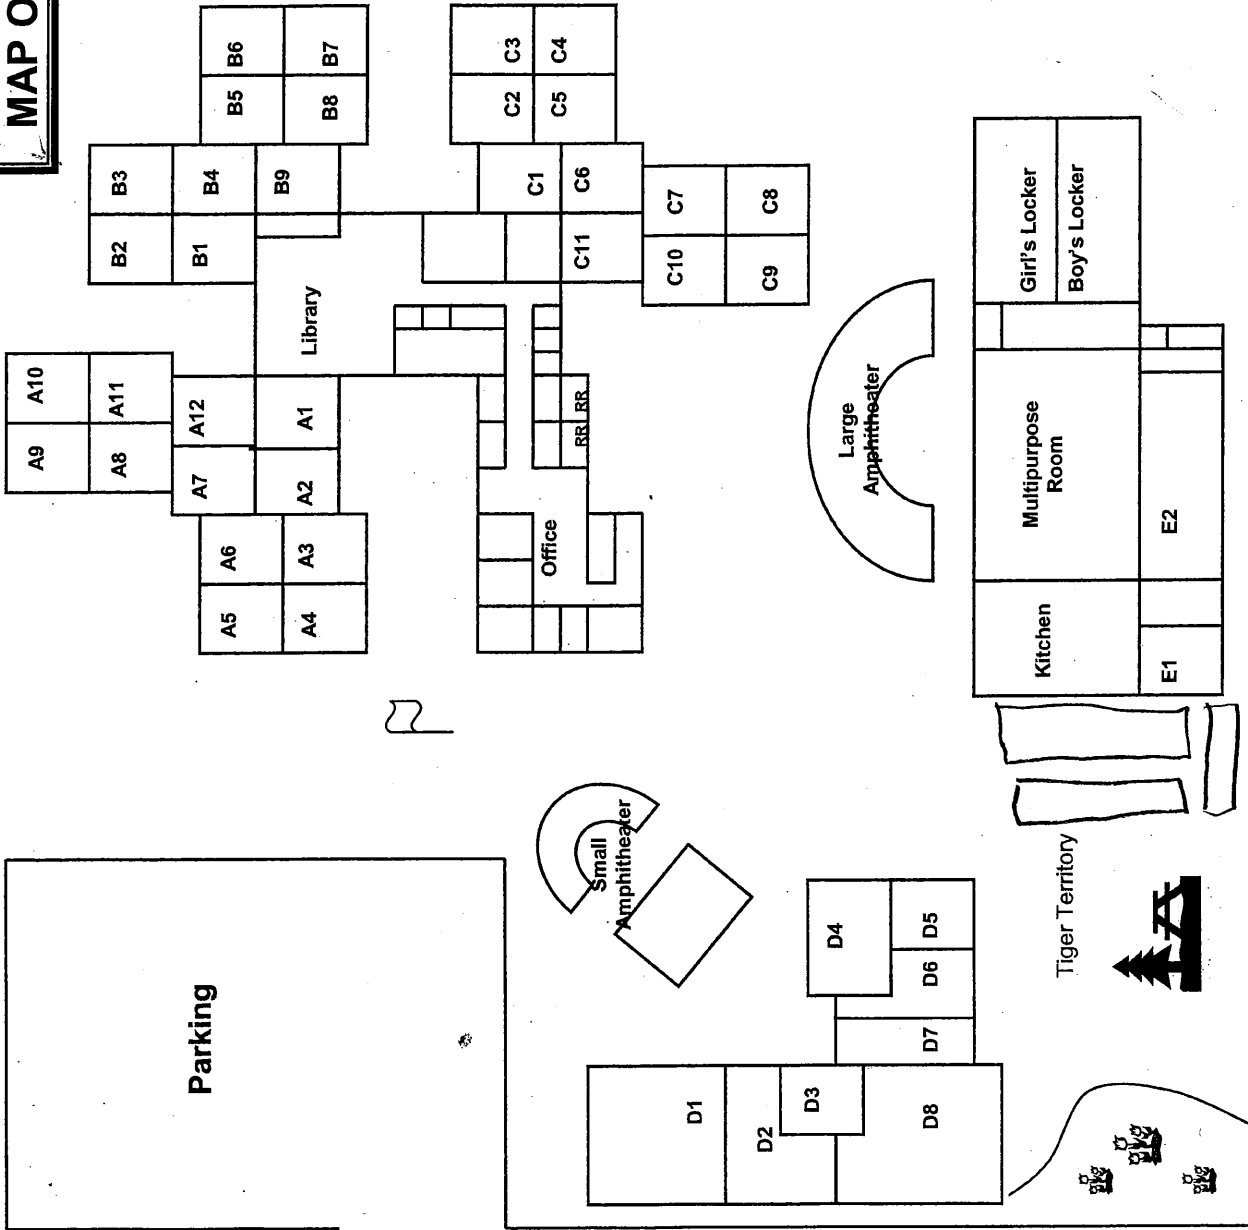 MAP O
A9 A10
A8 A11
A7 A12
A5 A6
A4 A3
A2 A1
B2 B3
B1 B4
B9
B5 B6
B8 B7
Library
Parking
C2 C3
C5 C4
C1
C11 C6
C10 C7
C9 C8
Office
RR RR
Small
Amphitheater
Large
Amphitheater
D1
D2
D3
D4
D6 D5
D7
D8
Kitchen
Multipurpose
Room
Girl's Locker
Boy's Locker
E1
E2
Tiger Territory